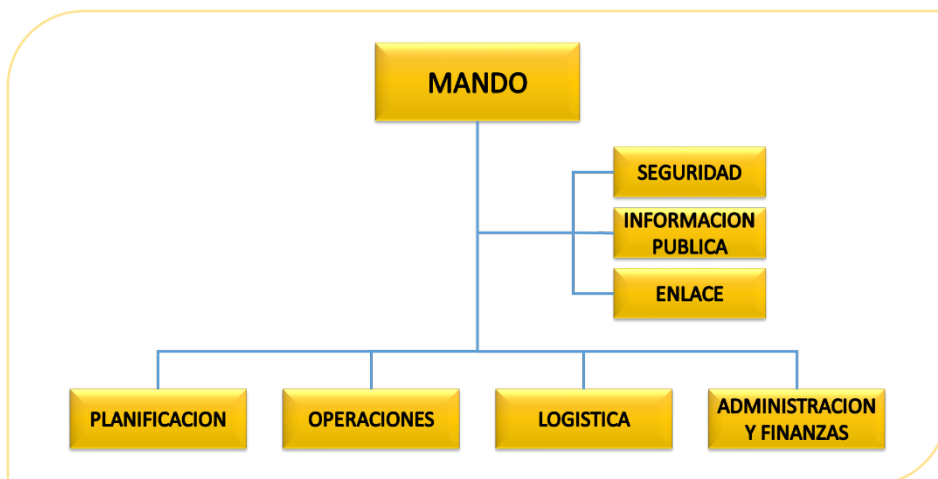 MANDO
SEGURIDAD
INFORMACION
PUBLICA
ENLACE
PLANIFICACION
OPERACIONES
LOGISTICA
ADMINISTRACION
Y FINANZAS